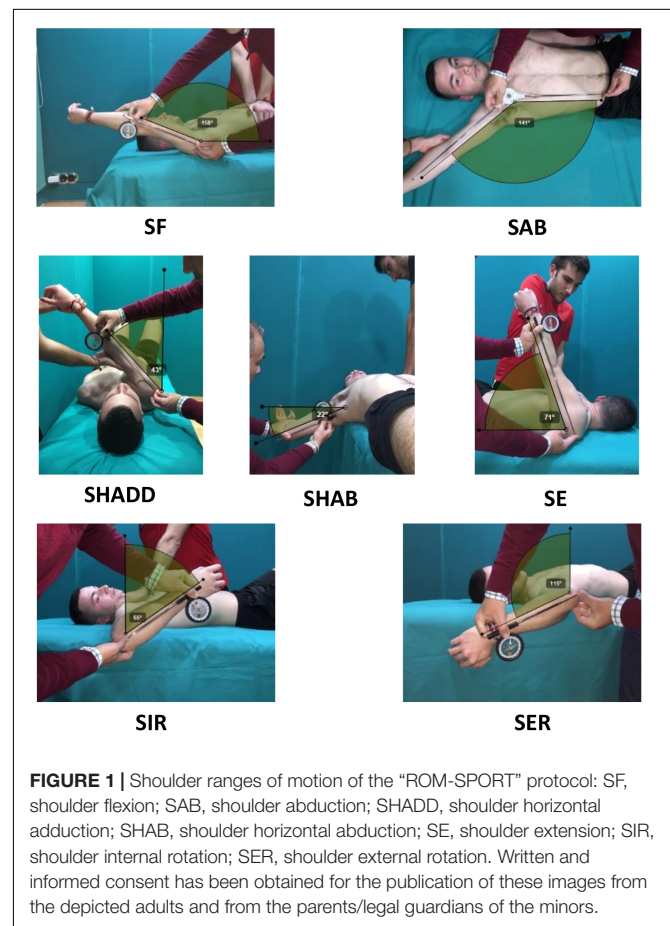 SF
141°
SAB
43°
SHADD
22°
SHAB
71°
SE
SIR
115°
SER
FIGURE 1 | Shoulder ranges of motion of the “ROM-SPORT” protocol: SF,
shoulder flexion; SAB, shoulder abduction; SHADD, shoulder horizontal
adduction; SHAB, shoulder horizontal abduction; SE, shoulder extension; SIR,
shoulder internal rotation; SER, shoulder external rotation. Written and
informed consent has been obtained for the publication of these images from
the depicted adults and from the parents/legal guardians of the minors.